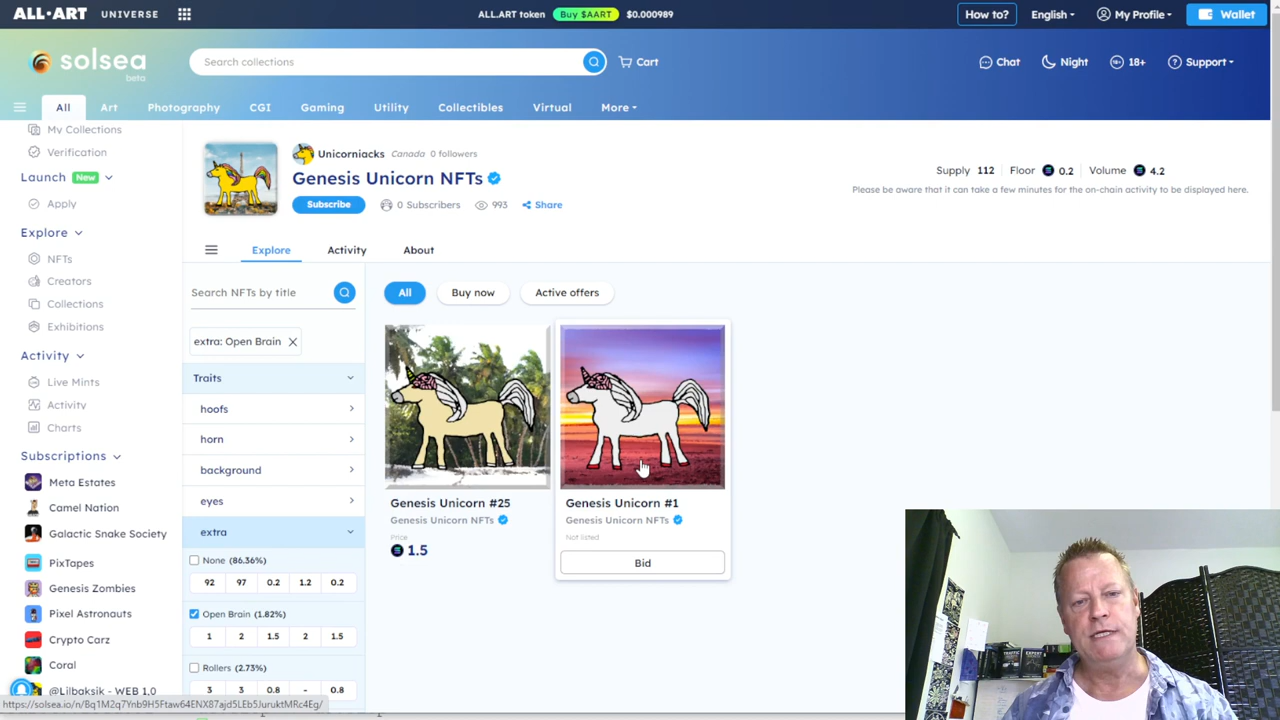 ALL·ART UNIVERSE ALL.ART token Buy $AART $0.000989 How to? English My Profile Wallet
solsea beta Search collections Cart Chat Night 18+ Support
All Art Photography CGI Gaming Utility Collectibles Virtual More
My Collections
Verification
Launch New
Apply
Explore
NFTs
Creators
Collections
Exhibitions
Activity
Live Mints
Activity
Charts
Subscriptions
Meta Estates
Camel Nation
Galactic Snake Society
PixTapes
Genesis Zombies
Pixel Astronauts
Crypto Carz
Coral
@Lilbaksik - WEB 1,0
Unicorniacks Canada 0 followers
Genesis Unicorn NFTs
Subscribe 0 Subscribers 993 Share
Supply 112 Floor 0.2 Volume 4.2
Please be aware that it can take a few minutes for the on-chain activity to be displayed here.
Explore Activity About
Search NFTs by title
extra: Open Brain
Traits
hoofs
horn
background
eyes
extra
None (86.36%)
92 97 0.2 1.2 0.2
Open Brain (1.82%)
1 2 1.5 2 1.5
Rollers (2.73%)
3 3 0.8 - 0.8
All Buy now Active offers
Genesis Unicorn #25
Genesis Unicorn NFTs
Price
1.5
Genesis Unicorn #1
Genesis Unicorn NFTs
Not listed
Bid
TRAFFIC
EXPERT